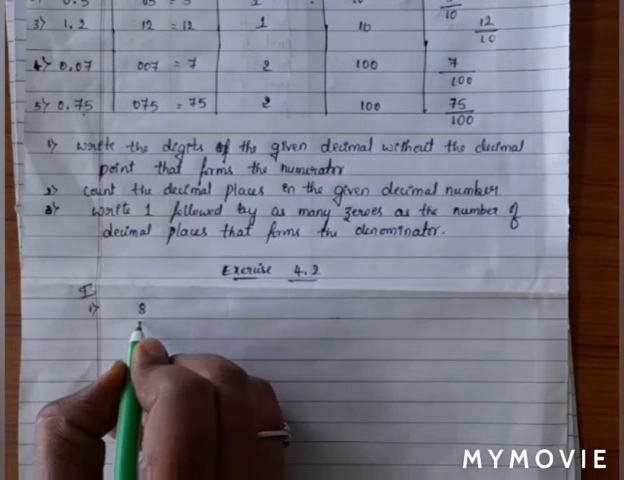 10
3) 1.2 12 = 12 1 10 12/10
4) 0.07 007 = 7 2 100 7/100
5) 0.75 075 = 75 2 100 75/100
1) write the digits of the given decimal without the decimal
point that forms the numerator
2) count the decimal places in the given decimal number.
3) write 1 followed by as many zeroes as the number of
decimal places that forms the denominator.
Exercise 4.2
I
1) 8
MYMOVIE